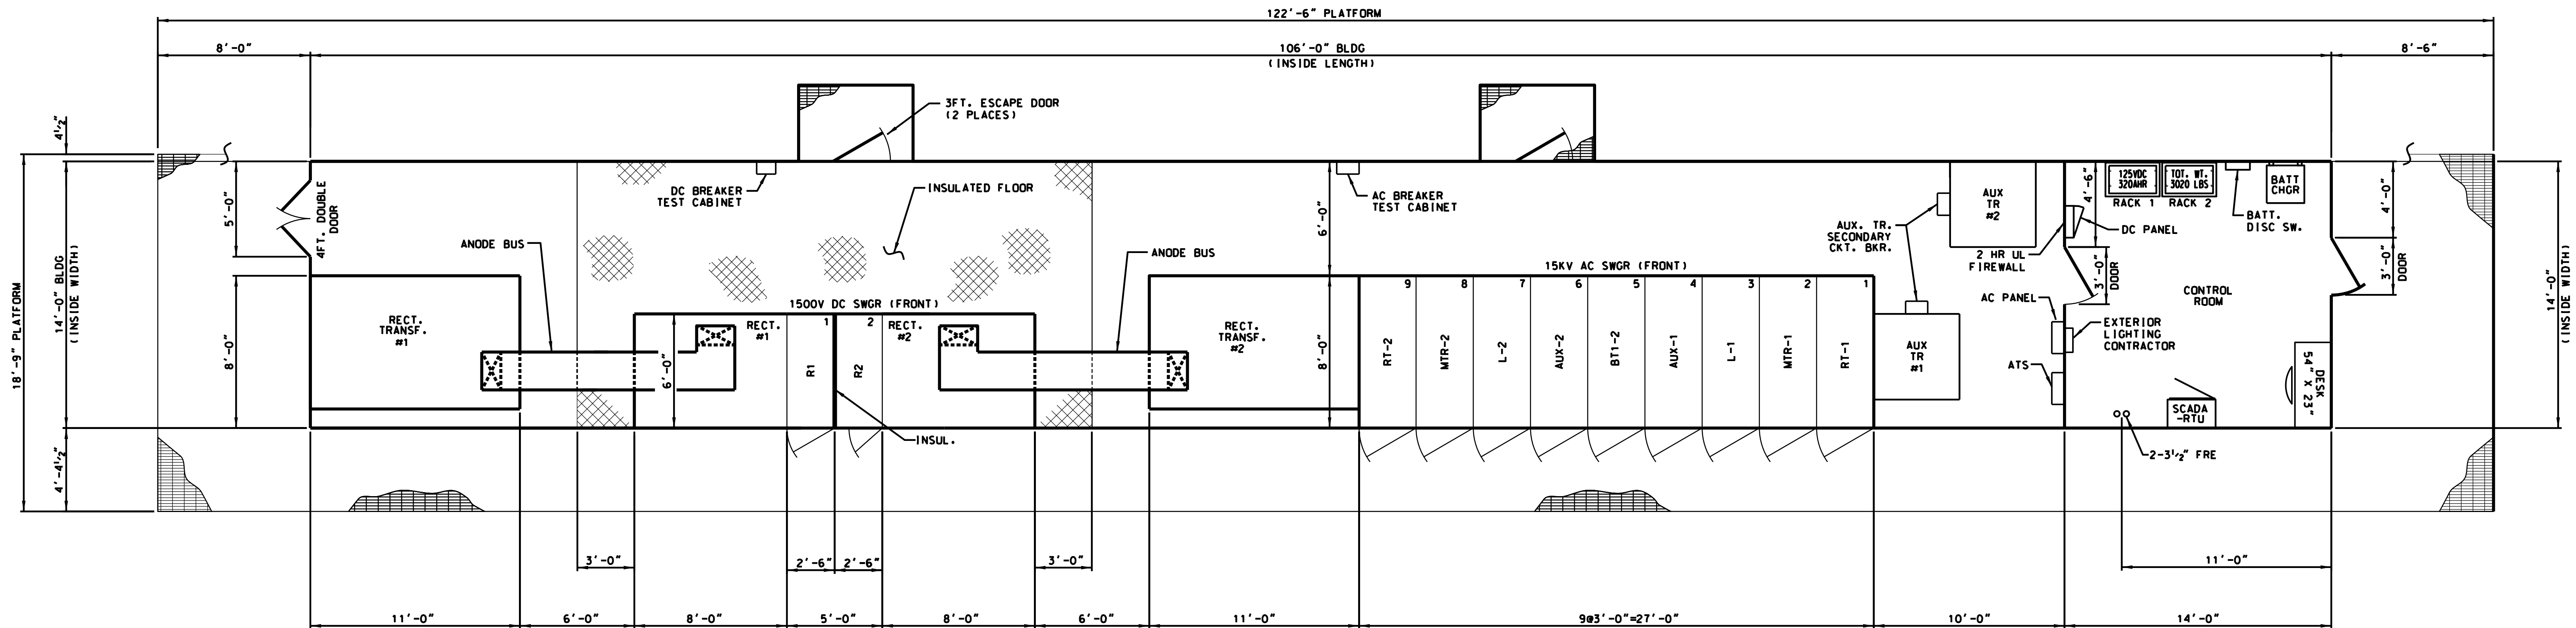 122'-6" PLATFORM
8'-0"
106'-0" BLDG
(INSIDE LENGTH)
8'-6"
3FT. ESCAPE DOOR
(2 PLACES)
4 1/2"
18'-9" PLATFORM
14'-0" BLDG
(INSIDE WIDTH)
4'-4 1/2"
5'-0"
8'-0"
4FT. DOUBLE
DOOR
DC BREAKER
TEST CABINET
INSULATED FLOOR
ANODE BUS
1500V DC SWGR (FRONT)
RECT.
TRANSF.
#1
RECT.
#1
1
2
RECT.
#2
R1
R2
6'-0"
INSUL.
ANODE BUS
RECT.
TRANSF.
#2
AC BREAKER
TEST CABINET
6'-0"
8'-0"
15KV AC SWGR (FRONT)
9
8
7
6
5
4
3
2
1
RT-2
MTR-2
L-2
AUX-2
BT1-2
AUX-1
L-1
MTR-1
RT-1
AUX. TR.
SECONDARY
CKT. BKR.
AUX
TR
#2
AUX
TR
#1
4'-6"
125VDC
320AHR
TOT. WT.
3020 LBS
RACK 1
RACK 2
BATT
CHGR
BATT.
DISC SW.
DC PANEL
2 HR UL
FIREWALL
3'-0"
DOOR
AC PANEL
EXTERIOR
LIGHTING
CONTRACTOR
ATS
CONTROL
ROOM
SCADA
-RTU
DESK
54" X 23"
2-3 1/2" FRE
4'-0"
3'-0"
DOOR
14'-0"
(INSIDE WIDTH)
3'-0"
2'-6"
2'-6"
3'-0"
11'-0"
11'-0"
6'-0"
8'-0"
5'-0"
8'-0"
6'-0"
11'-0"
9@3'-0"=27'-0"
10'-0"
14'-0"